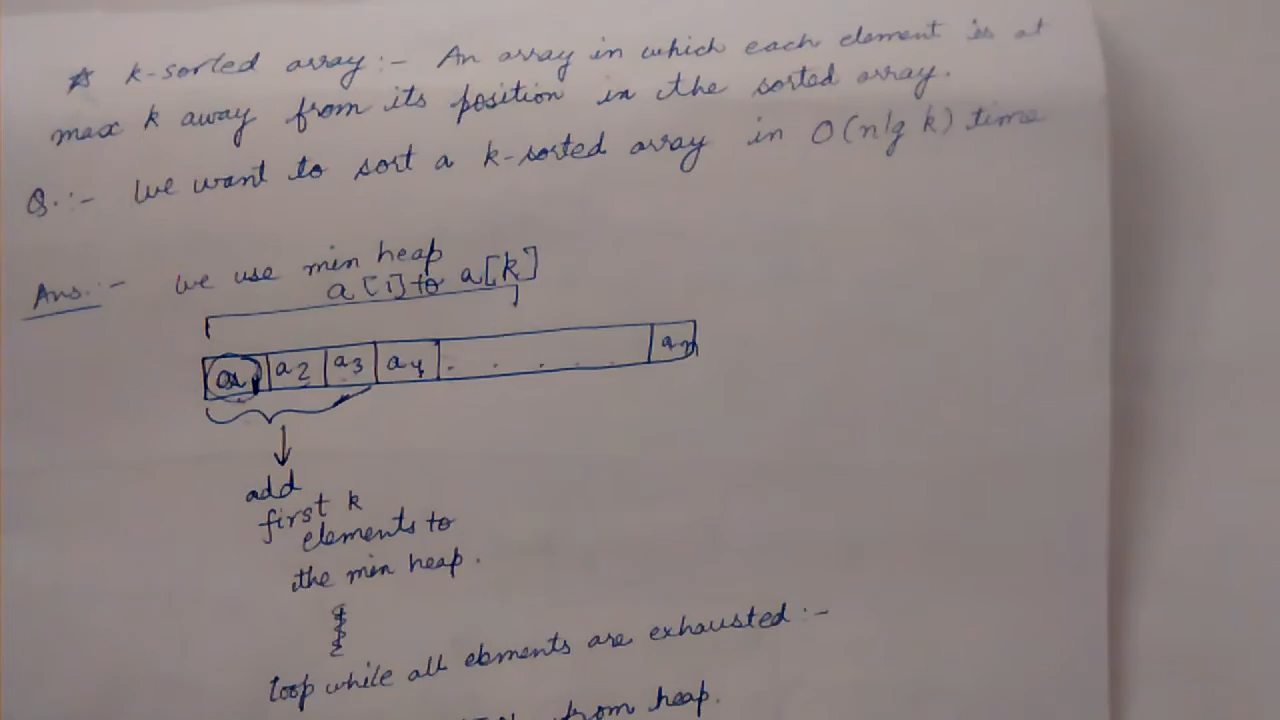 ☆ k-sorted array :- An array in which each element is at
max k away from its position in the sorted array.
Q. :- We want to sort a k-sorted array in O(n lg k) time
Ans. :- We use min heap
a[1] to a[k]
a1 a2 a3 a4 . . . . an
add
first k
elements to
the min heap.
loop while all elements are exhausted :-
from heap.